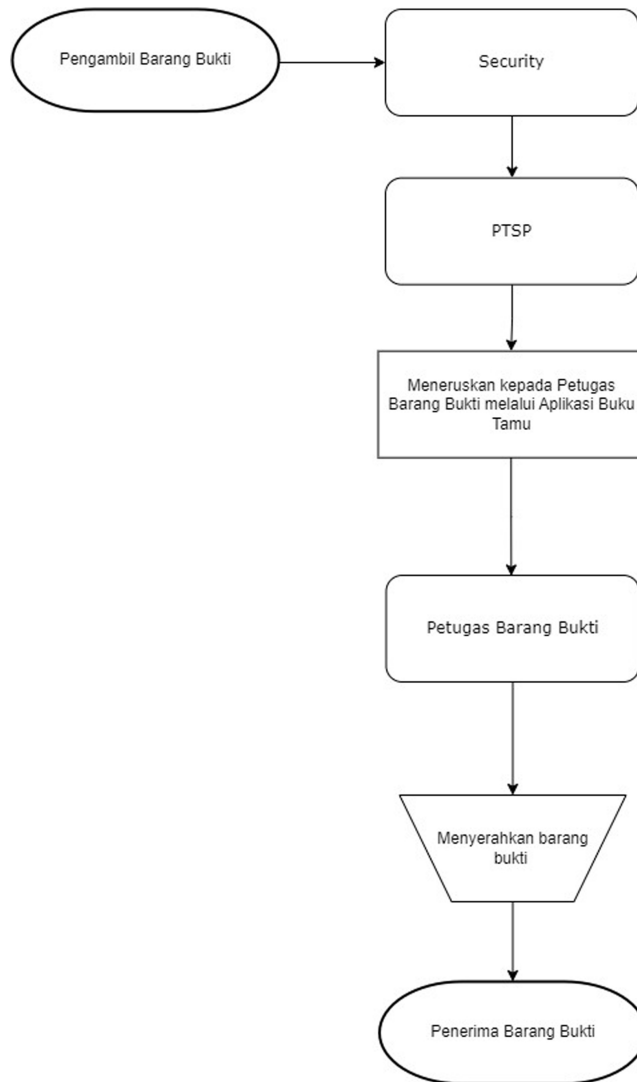 Pengambil Barang Bukti
Security
PTSP
Meneruskan kepada Petugas
Barang Bukti melalui Aplikasi Buku
Tamu
Petugas Barang Bukti
Menyerahkan barang
bukti
Penerima Barang Bukti